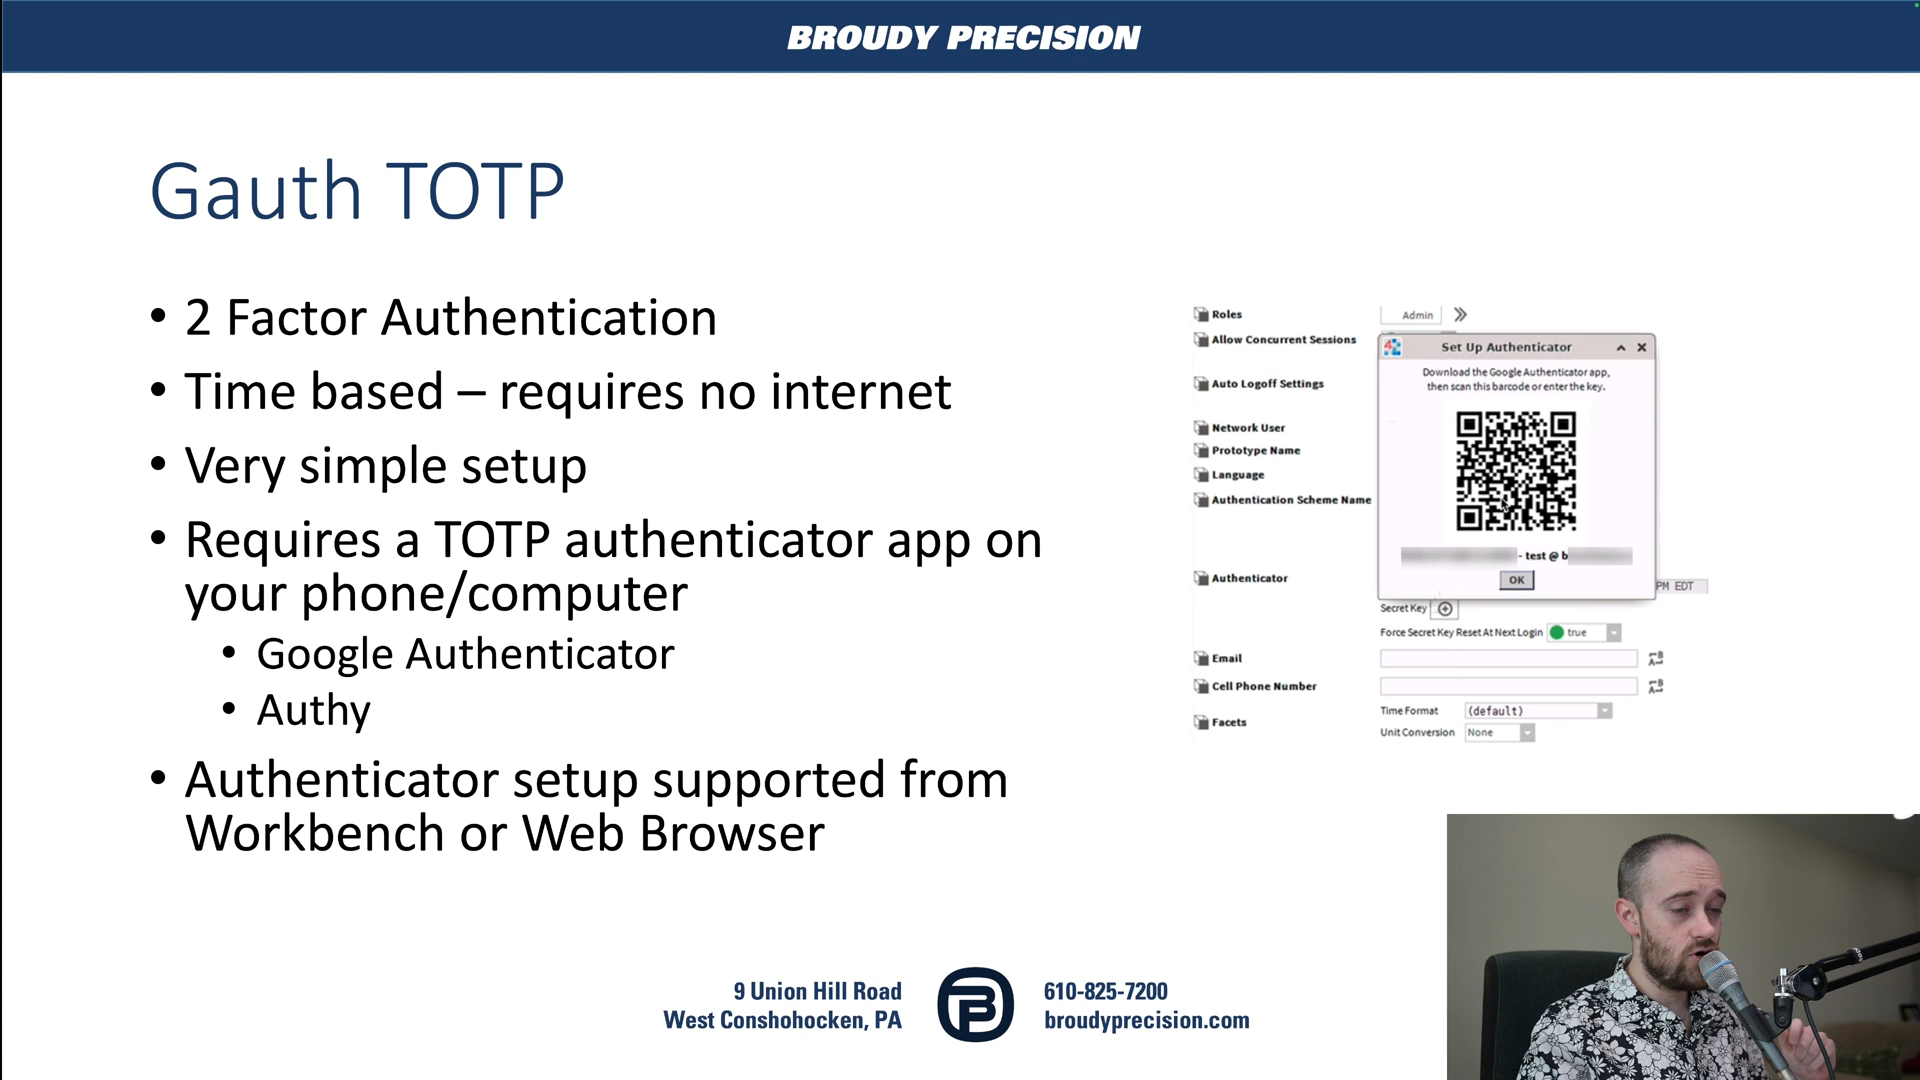 BROUDY PRECISION
Gauth TOTP
• 2 Factor Authentication
• Time based – requires no internet
• Very simple setup
• Requires a TOTP authenticator app on
your phone/computer
• Google Authenticator
• Authy
• Authenticator setup supported from
Workbench or Web Browser
Roles
Admin
Allow Concurrent Sessions
Auto Logoff Settings
Network User
Prototype Name
Language
Authentication Scheme Name
Authenticator
Set Up Authenticator
Download the Google Authenticator app,
then scan this barcode or enter the key.
- test @ b
OK
PM EDT
Secret Key
Force Secret Key Reset At Next Login true
Email
Cell Phone Number
Facets
Time Format (default)
Unit Conversion None
9 Union Hill Road
West Conshohocken, PA
610-825-7200
broudyprecision.com